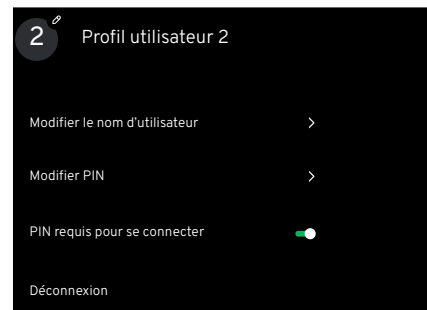 2
Profil utilisateur 2
Modifier le nom d'utilisateur
Modifier PIN
PIN requis pour se connecter
Déconnexion